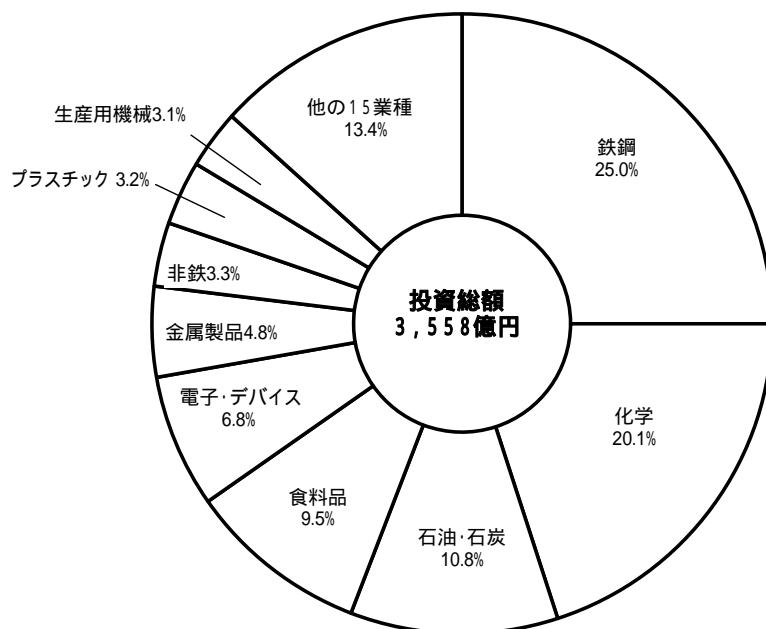 他の15業種
13.4%
生産用機械3.1%
鉄鋼
25.0%
プラスチック 3.2%
非鉄3.3%
投資総額
3,558億円
金属製品4.8%
電子･デバイス
6.8%
化学
20.1%
食料品
9.5%
石油･石炭
10.8%